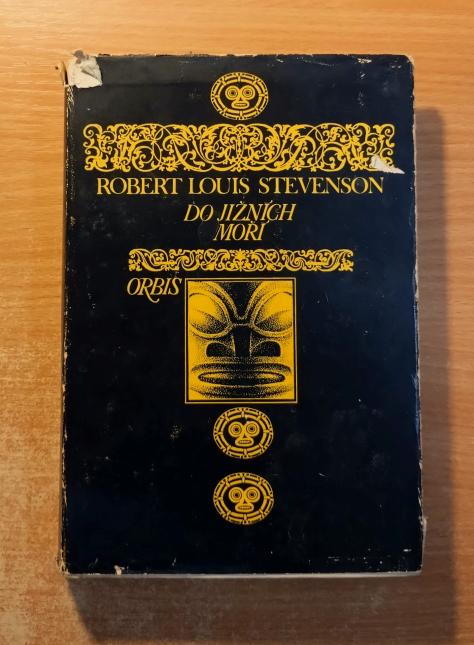 ROBERT LOUIS STEVENSON
DO JIŽNÍCH
MOŘÍ
ORBIS